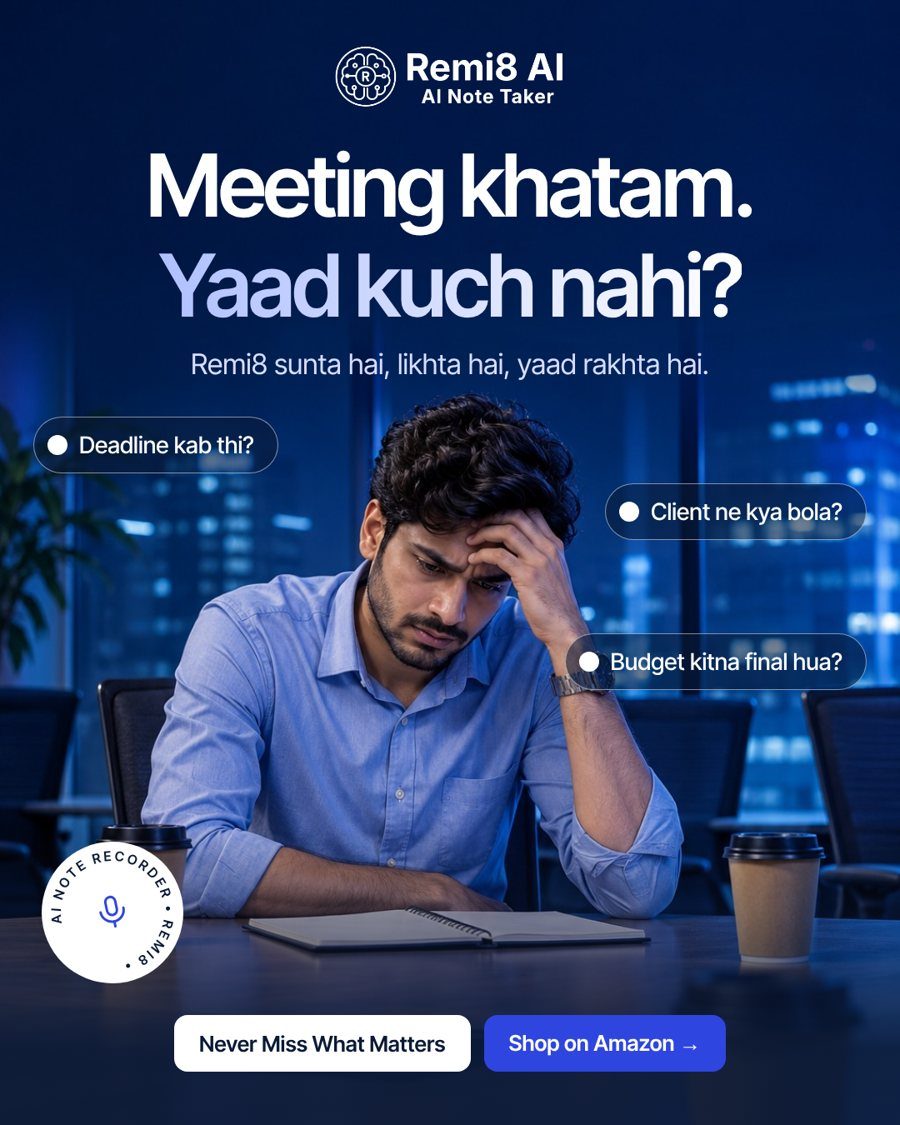 Remi8 AI
AI Note Taker
Meeting khatam.
Yaad kuch nahi?
Remi8 sunta hai, likhta hai, yaad rakhta hai.
Deadline kab thi?
Client ne kya bola?
Budget kitna final hua?
AI NOTE RECORDER • REMI8 •
Never Miss What Matters
Shop on Amazon →